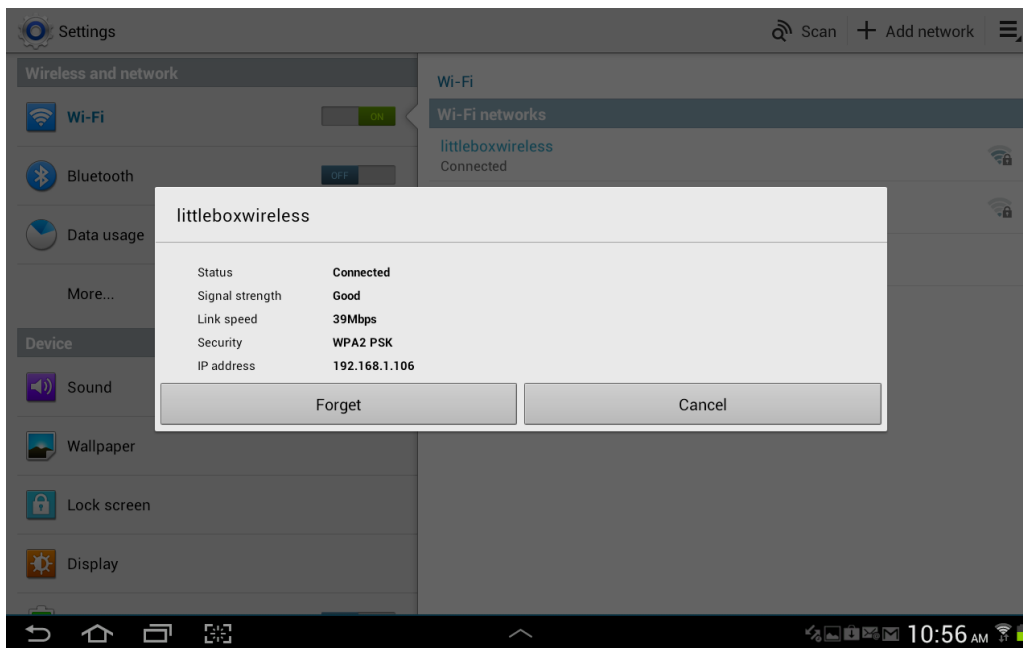 Settings
Scan
Add network
Wireless and network
Wi-Fi
ON
Bluetooth
OFF
Data usage
More...
Device
Sound
Wallpaper
Lock screen
Display
Wi-Fi
Wi-Fi networks
littleboxwireless
Connected
littleboxwireless
Status Connected
Signal strength Good
Link speed 39Mbps
Security WPA2 PSK
IP address 192.168.1.106
Forget Cancel
10:56 AM